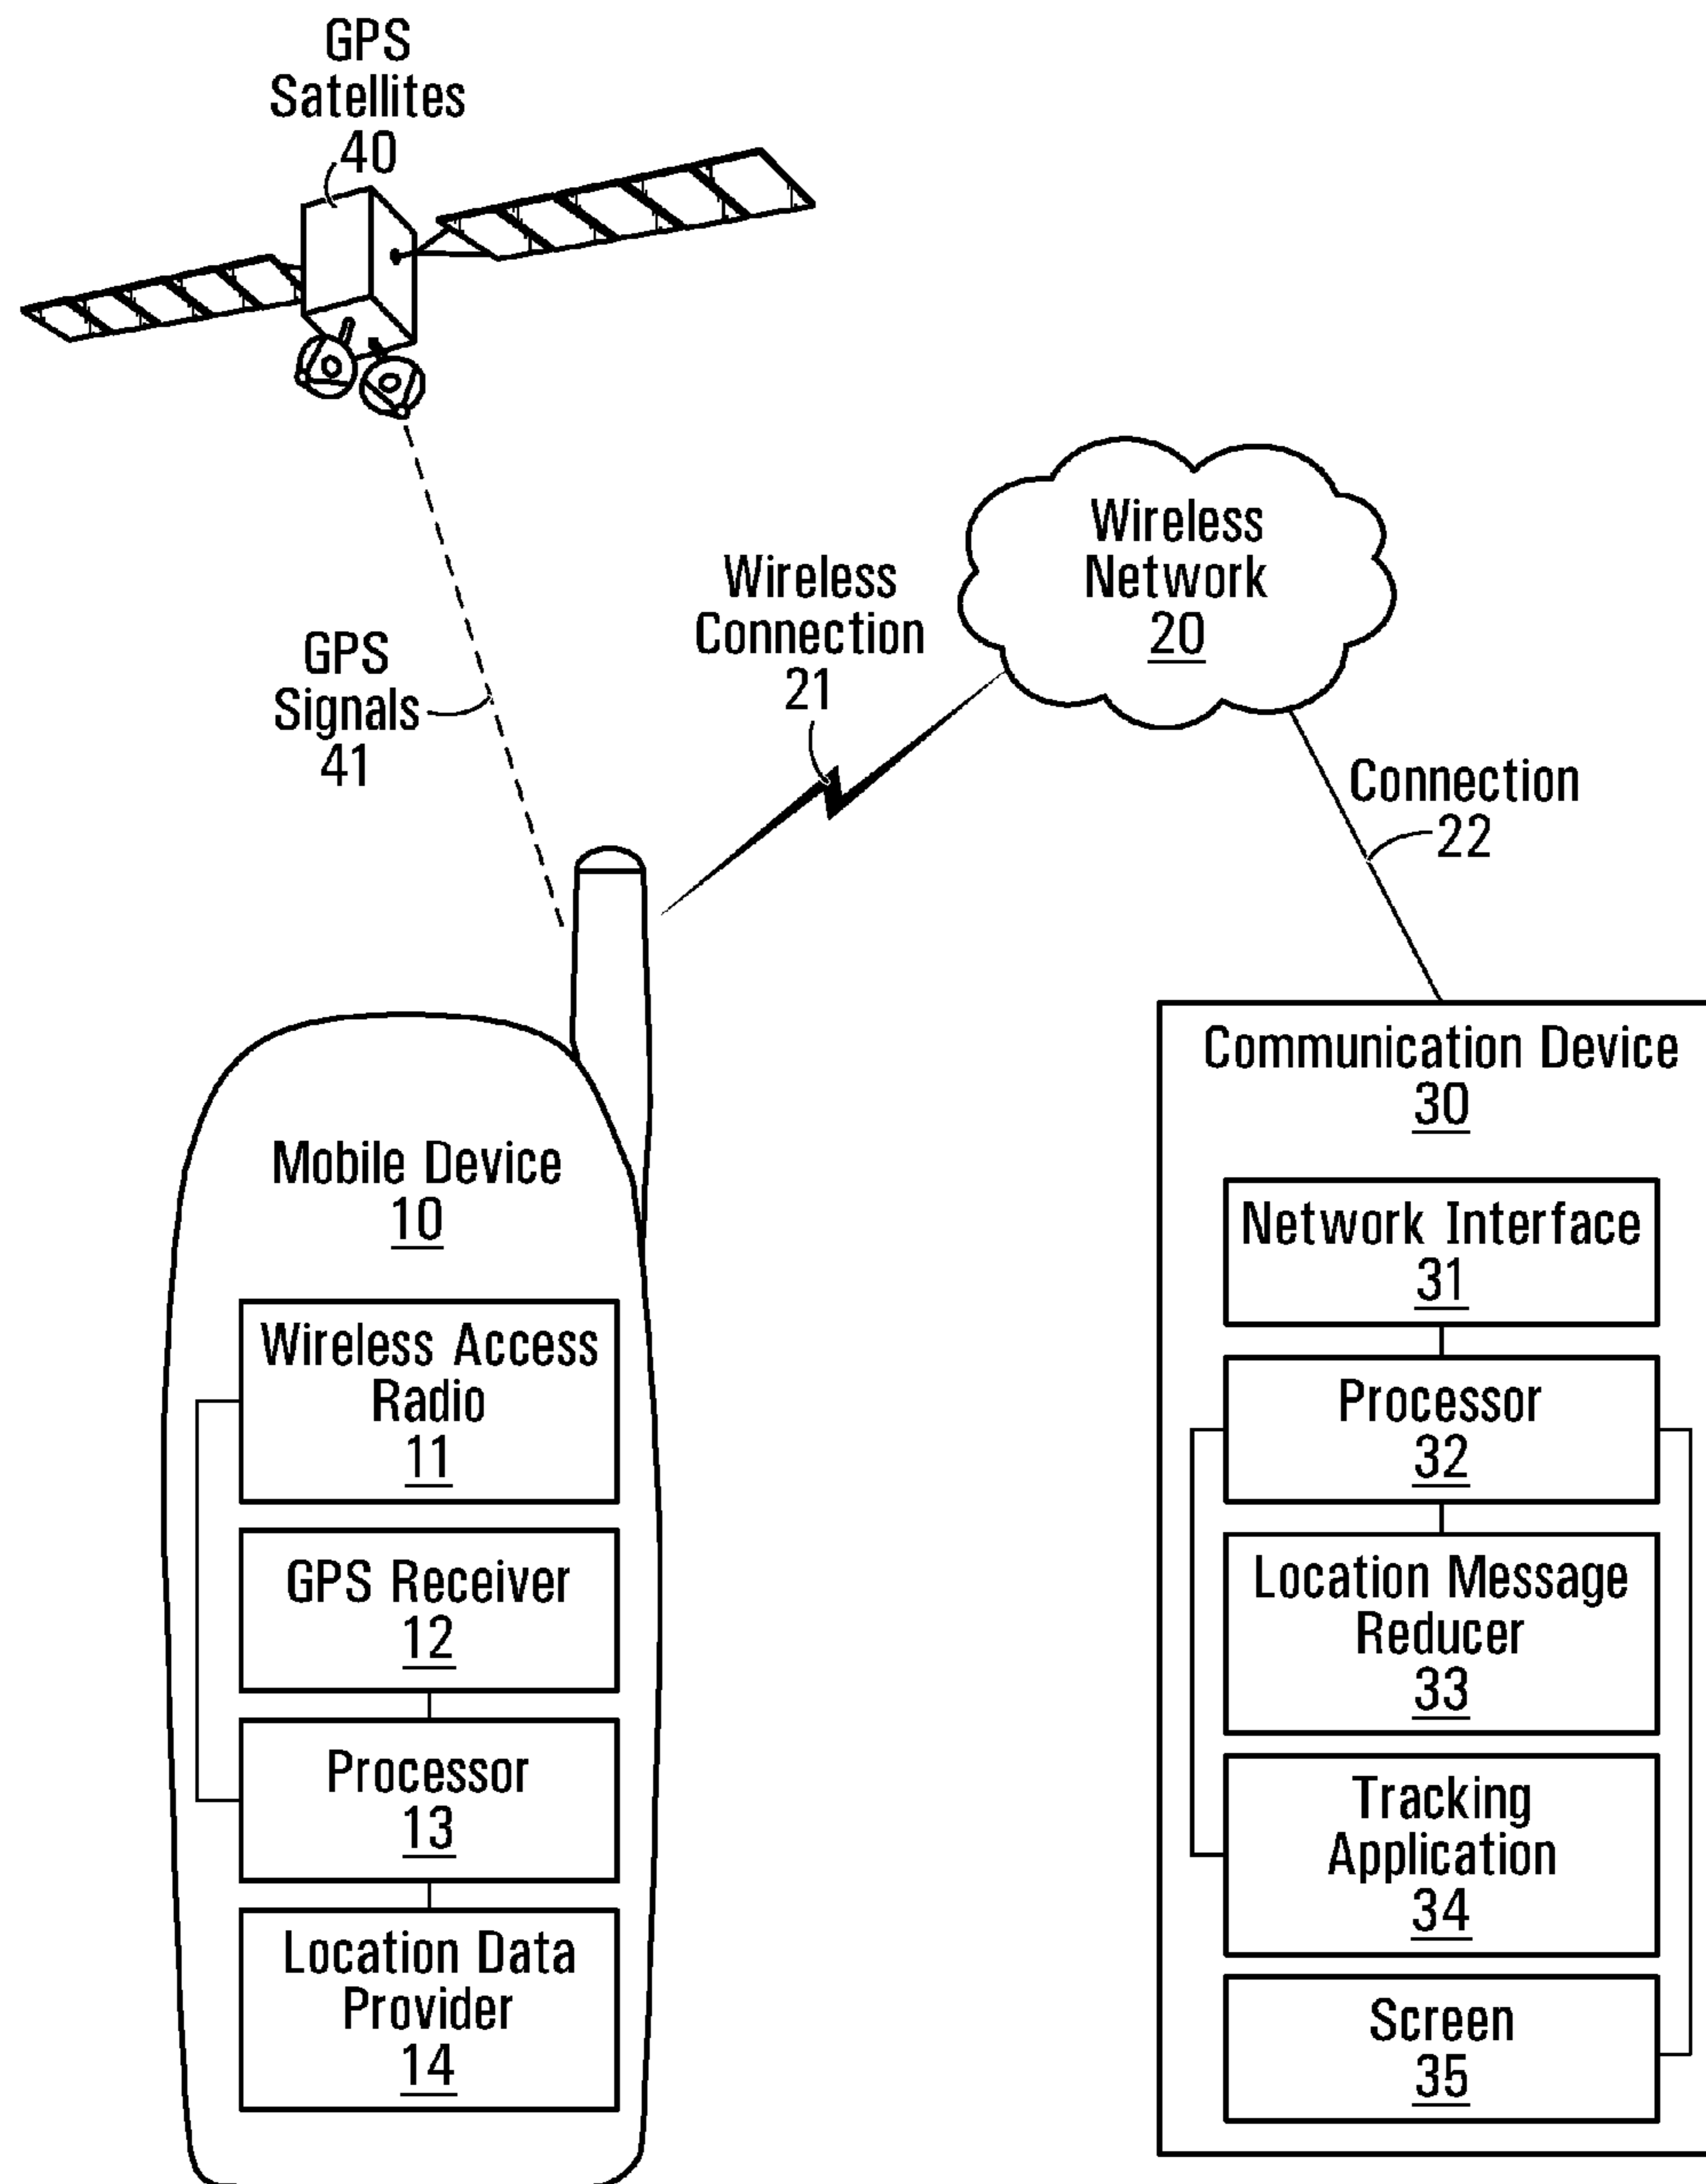 GPS
Satellites
40
Wireless
Network
20
Wireless
Connection
21
GPS
Signals
41
Connection
22
Mobile Device
10
Wireless Access
Radio
11
GPS Receiver
12
Processor
13
Location Data
Provider
14
Communication Device
30
Network Interface
31
Processor
32
Location Message
Reducer
33
Tracking
Application
34
Screen
35